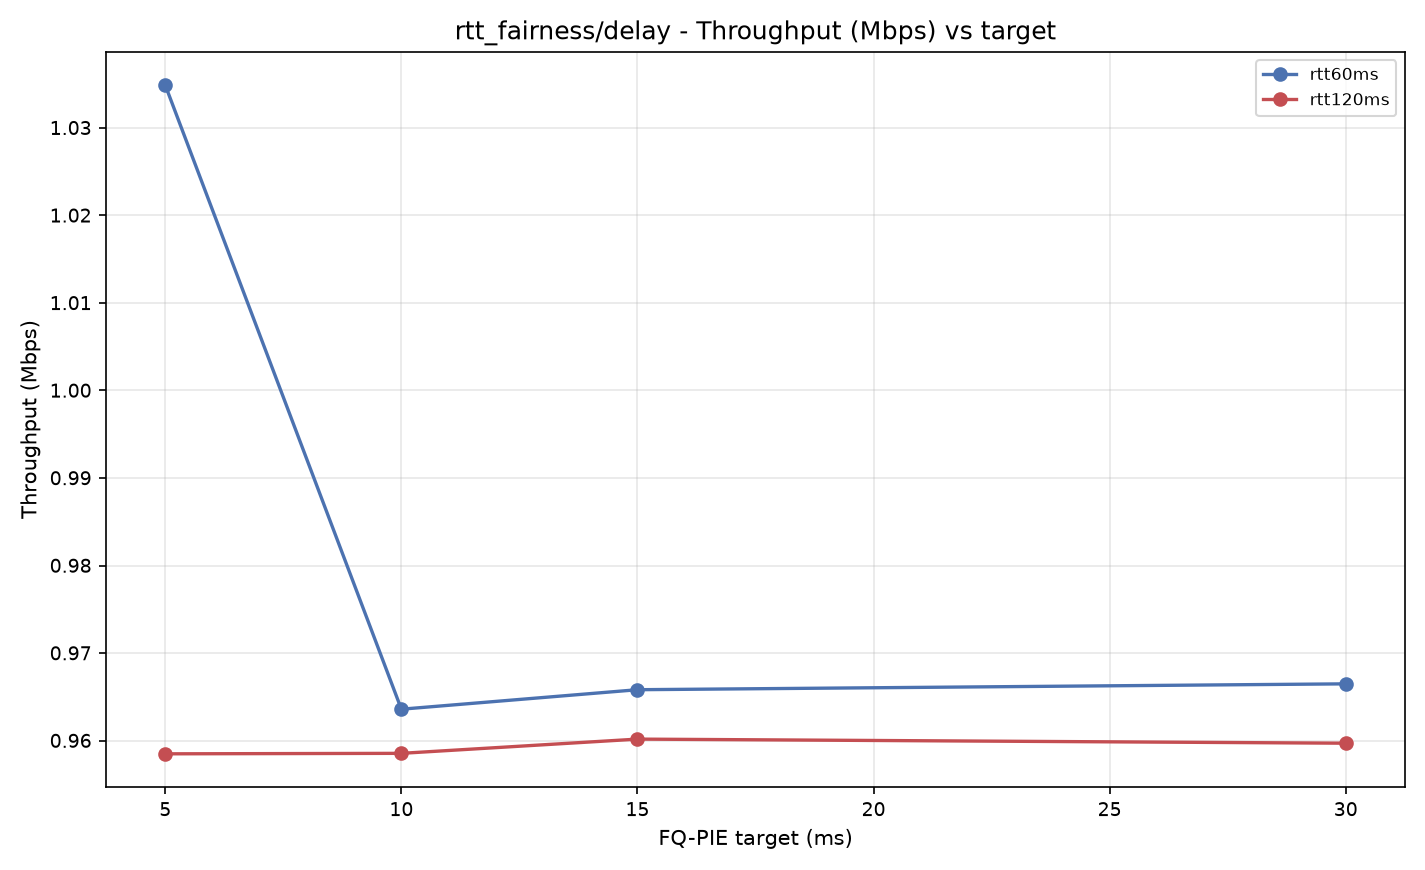 rtt_fairness/delay - Throughput (Mbps) vs target
rtt60ms
rtt120ms
1.03
1.02
1.01
1.00
0.99
0.98
0.97
0.96
Throughput (Mbps)
5 10 15 20 25 30
FQ-PIE target (ms)